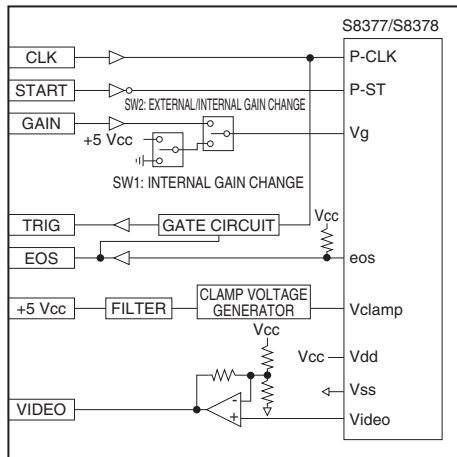 S8377/S8378
CLK
P-CLK
START
P-ST
SW2: EXTERNAL/INTERNAL GAIN CHANGE
GAIN
+5 Vcc
Vg
SW1: INTERNAL GAIN CHANGE
TRIG
GATE CIRCUIT
Vcc
EOS
eos
+5 Vcc
FILTER
CLAMP VOLTAGE
GENERATOR
Vclamp
Vcc
Vcc
Vdd
Vss
VIDEO
-
+
Video